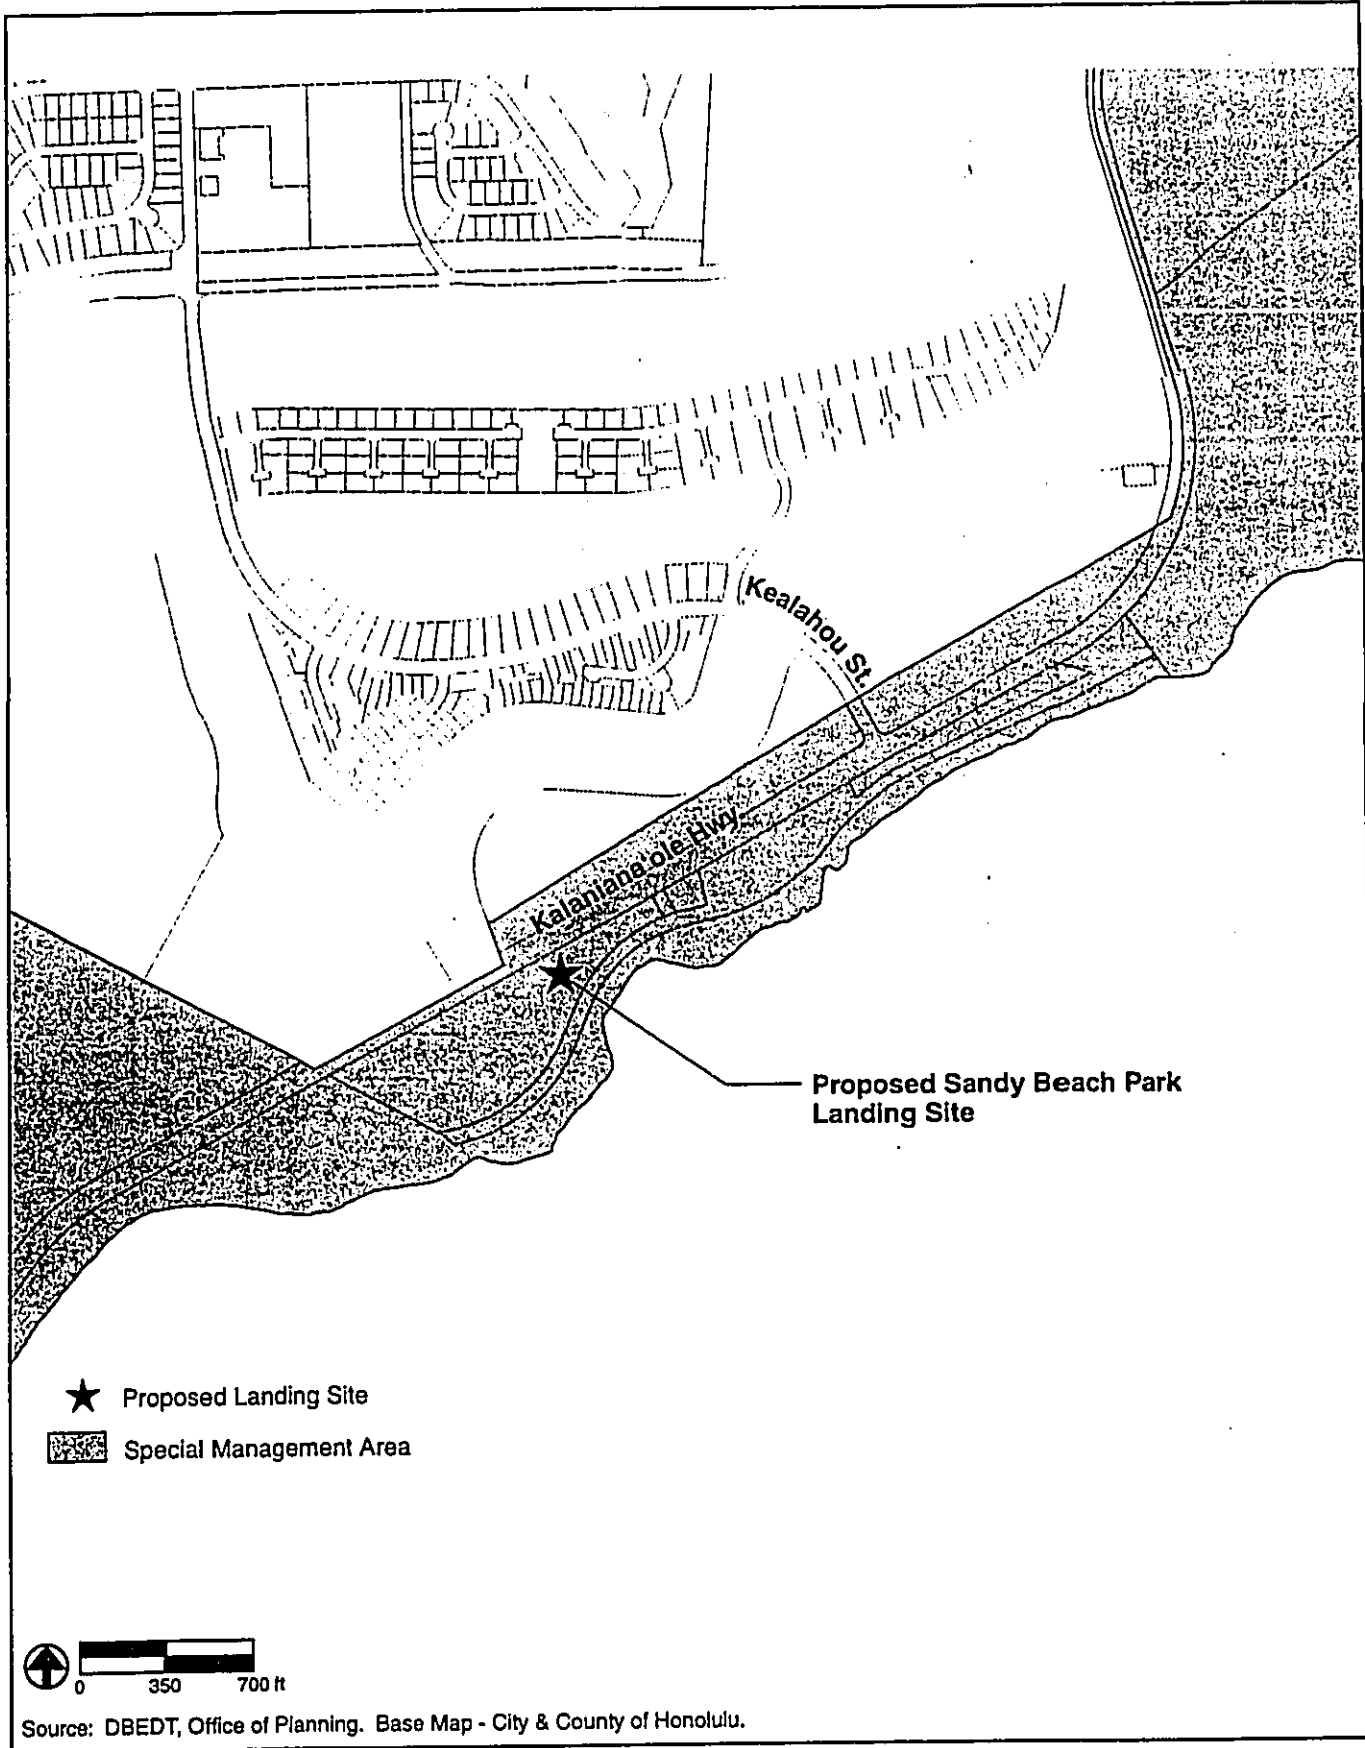 Kealahou St.
Kalaniana'ole Hwy
Proposed Sandy Beach Park
Landing Site
Proposed Landing Site
Special Management Area
0 350 700 ft
Source: DBEDT, Office of Planning. Base Map - City & County of Honolulu.